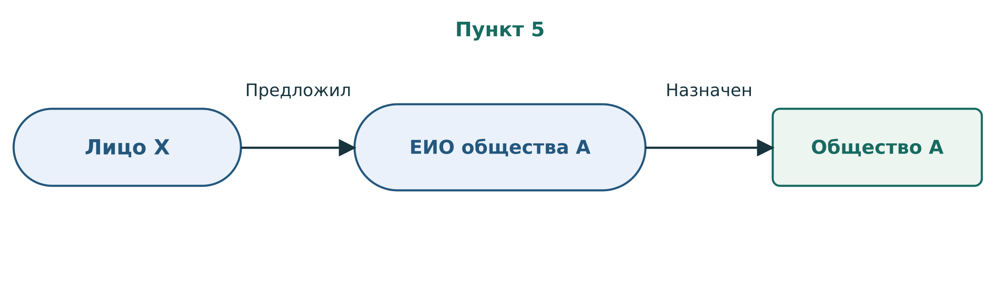 Пункт 5
Предложил
Назначен
Лицо X
ЕИО общества А
Общество А